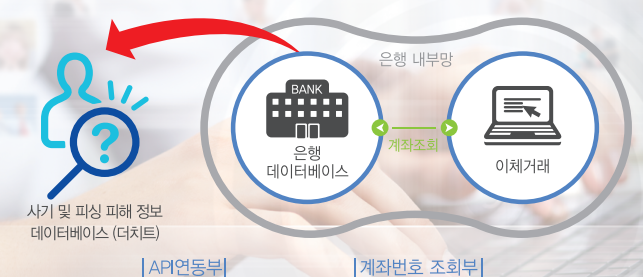 은행 내부망
BANK
은행
데이터베이스
계좌조회
이체거래
사기 및 피싱 피해 정보
데이터베이스 (더치트)
API연동부
계좌번호 조회부